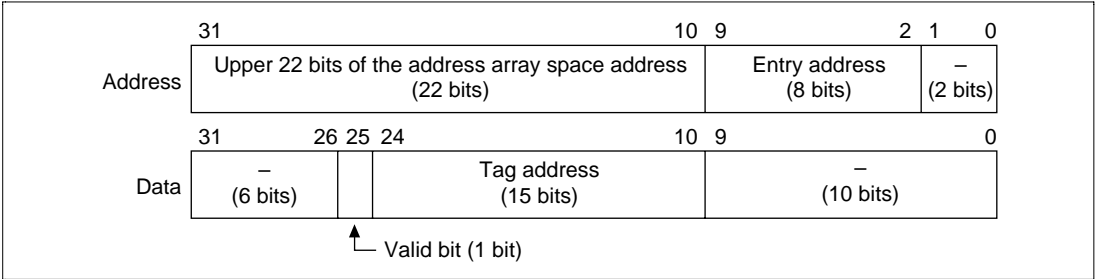 31 10 9 2 1 0
Address Upper 22 bits of the address array space address Entry address –
(22 bits) (8 bits) (2 bits)
31 26 25 24 10 9 0
Data – Tag address –
(6 bits) (15 bits) (10 bits)
Valid bit (1 bit)